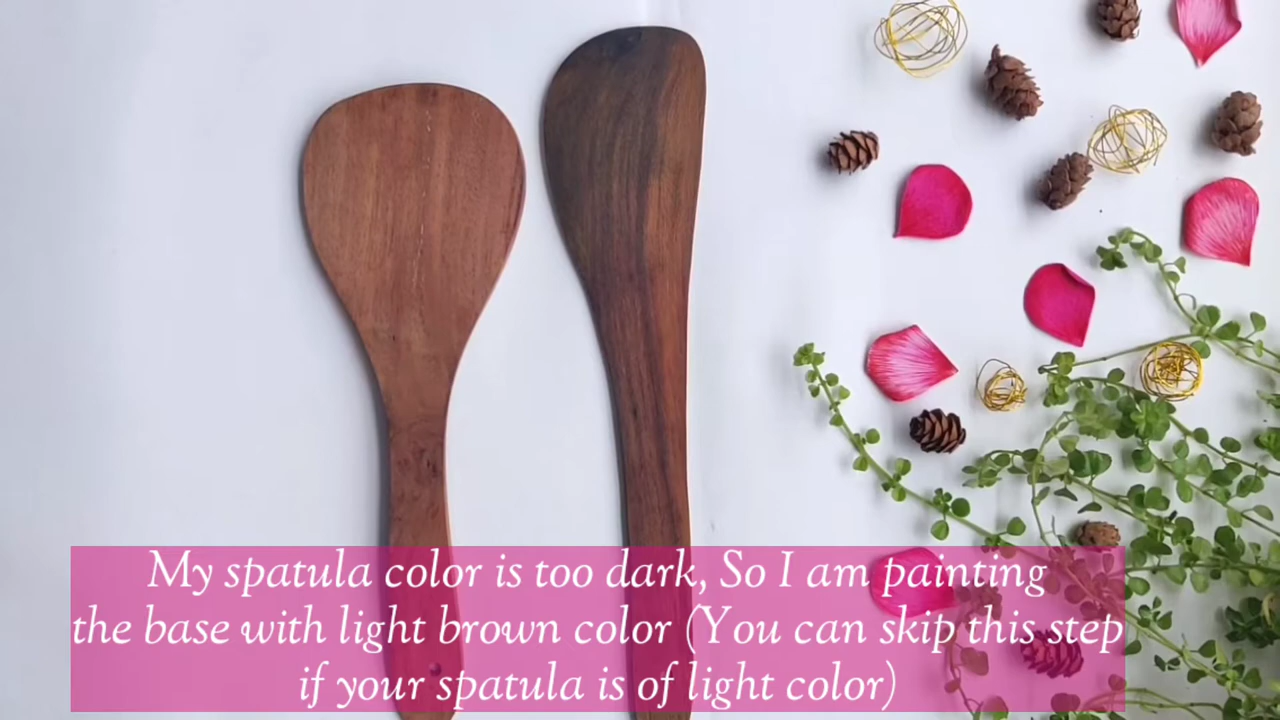 My spatula color is too dark, So I am painting
the base with light brown color (You can skip this step
if your spatula is of light color)